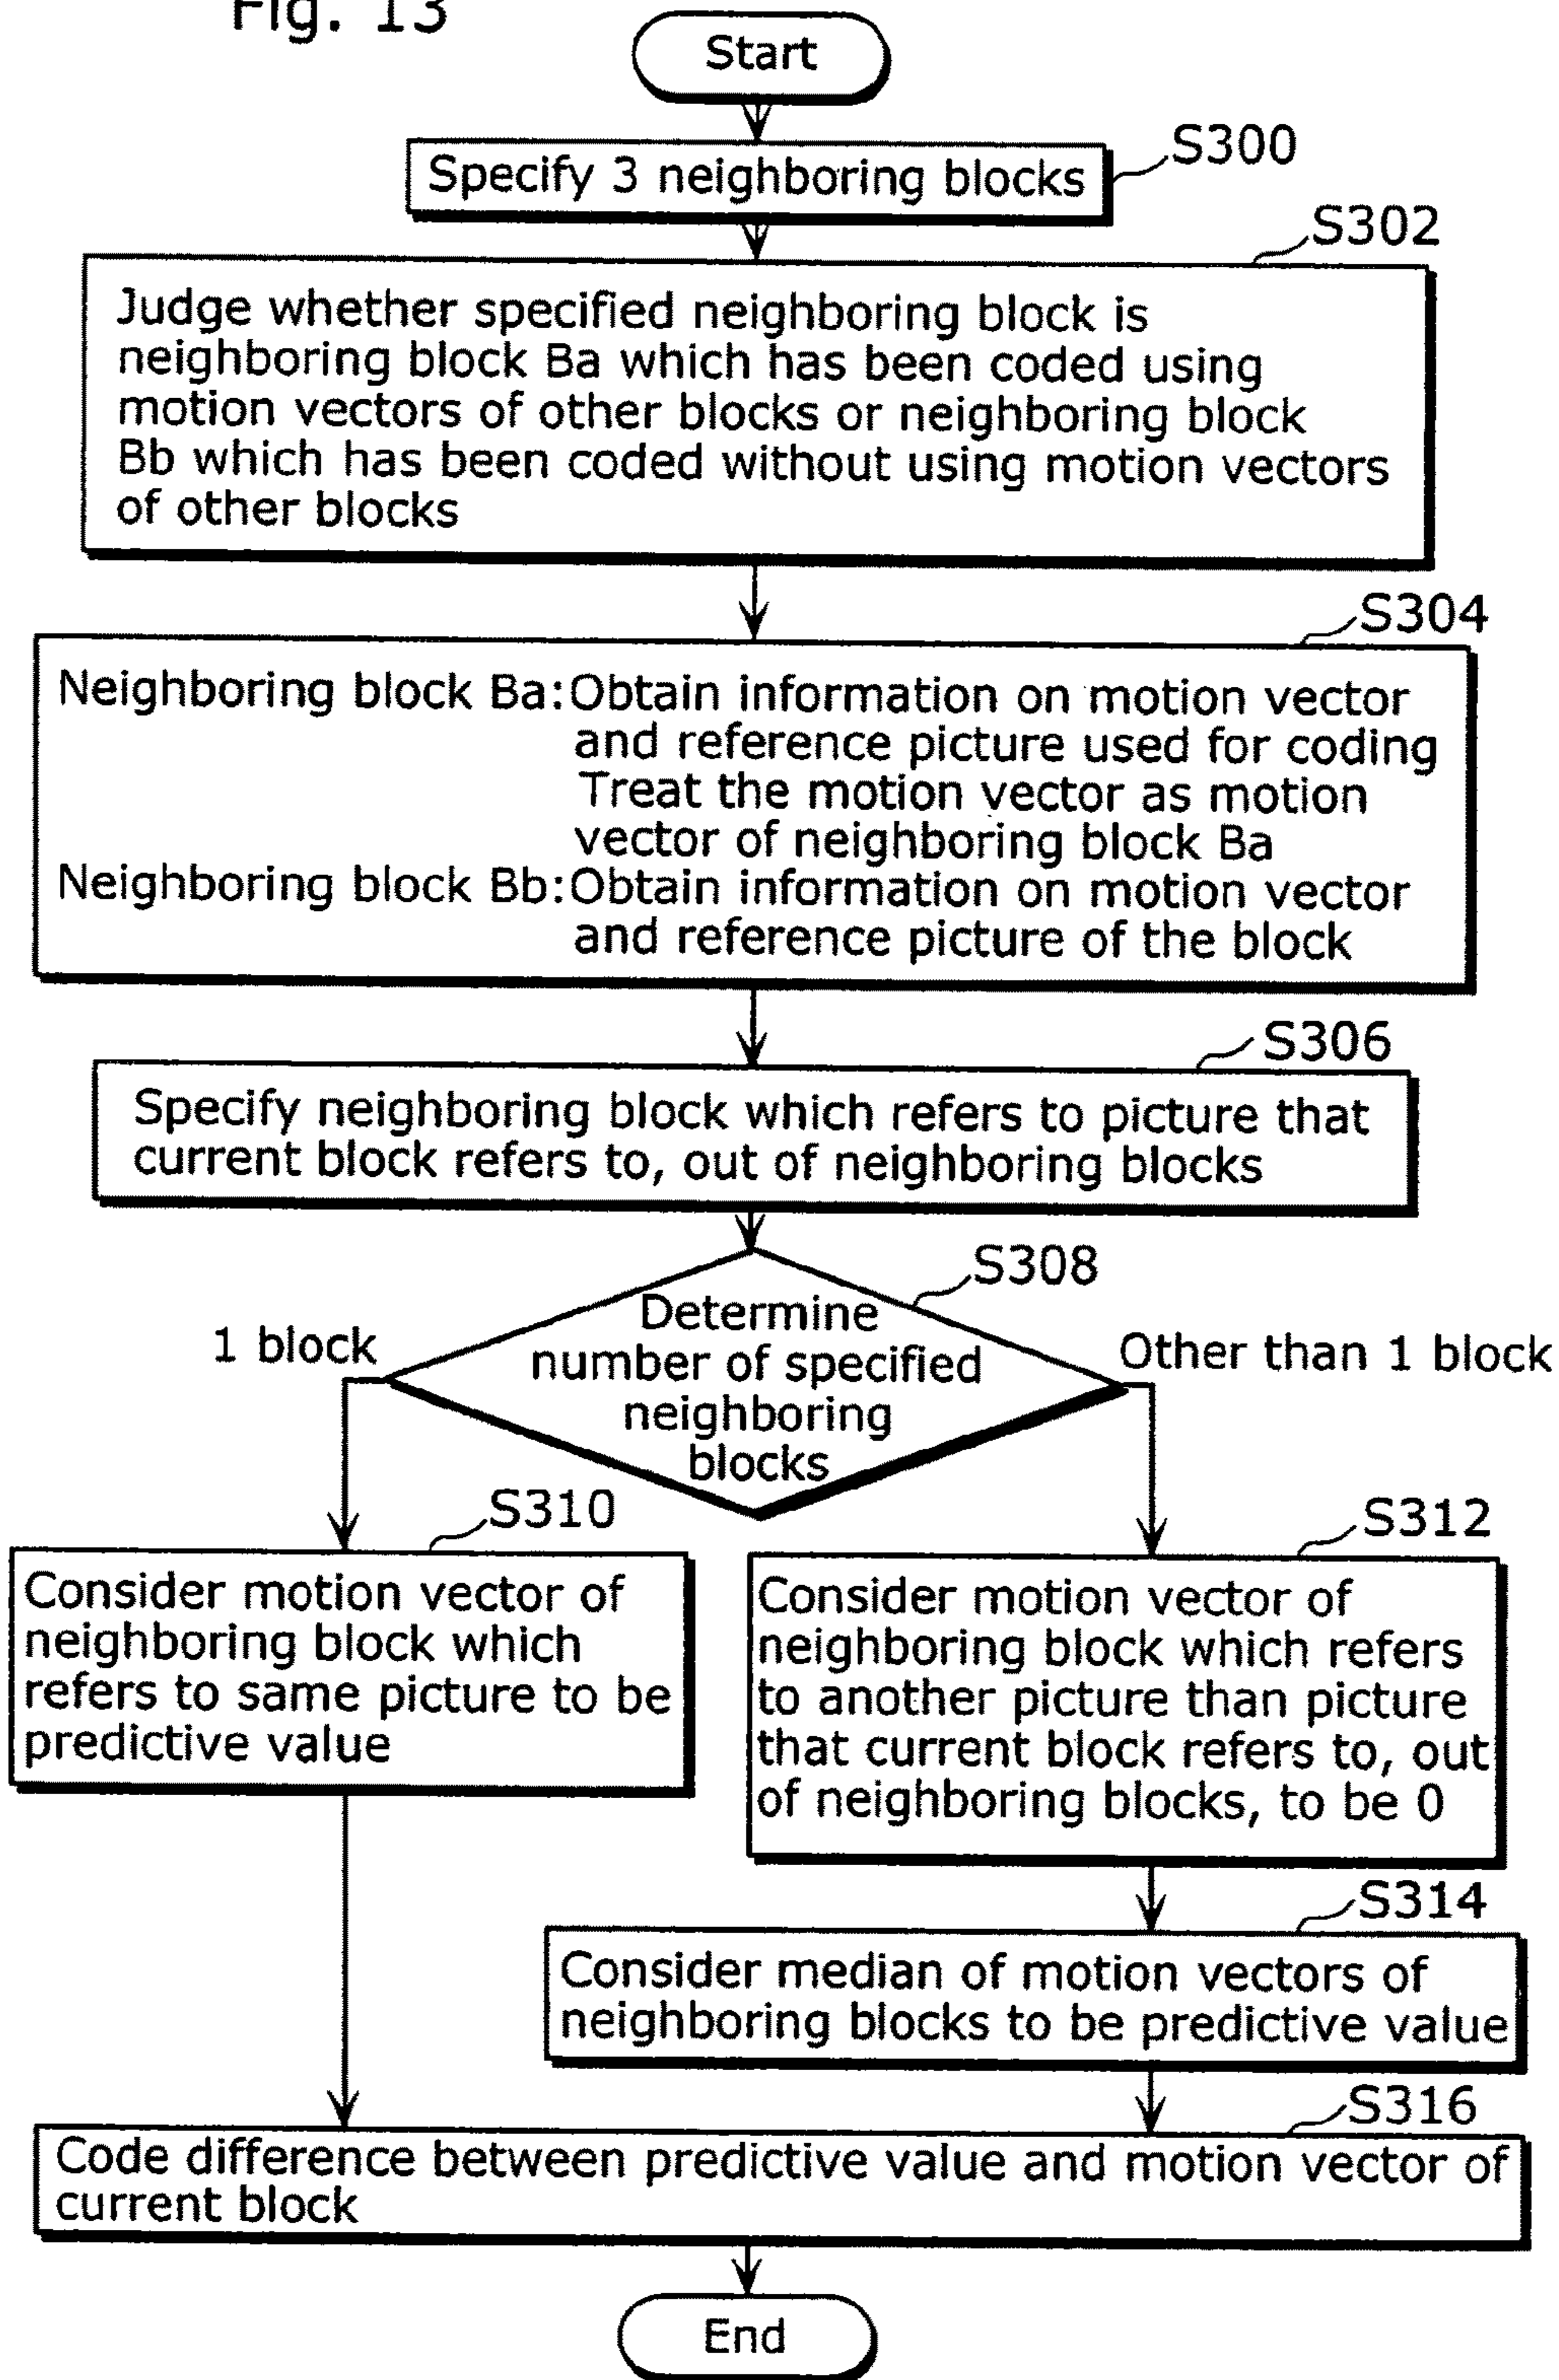 Fig. 13
Start
S300
Specify 3 neighboring blocks
S302
Judge whether specified neighboring block is
neighboring block Ba which has been coded using
motion vectors of other blocks or neighboring block
Bb which has been coded without using motion vectors
of other blocks
S304
Neighboring block Ba:Obtain information on motion vector
and reference picture used for coding
Treat the motion vector as motion
vector of neighboring block Ba
Neighboring block Bb:Obtain information on motion vector
and reference picture of the block
S306
Specify neighboring block which refers to picture that
current block refers to, out of neighboring blocks
S308
Determine
number of specified
neighboring
blocks
1 block
Other than 1 block
S310
Consider motion vector of
neighboring block which
refers to same picture to be
predictive value
S312
Consider motion vector of
neighboring block which refers
to another picture than picture
that current block refers to, out
of neighboring blocks, to be 0
S314
Consider median of motion vectors of
neighboring blocks to be predictive value
S316
Code difference between predictive value and motion vector of
current block
End